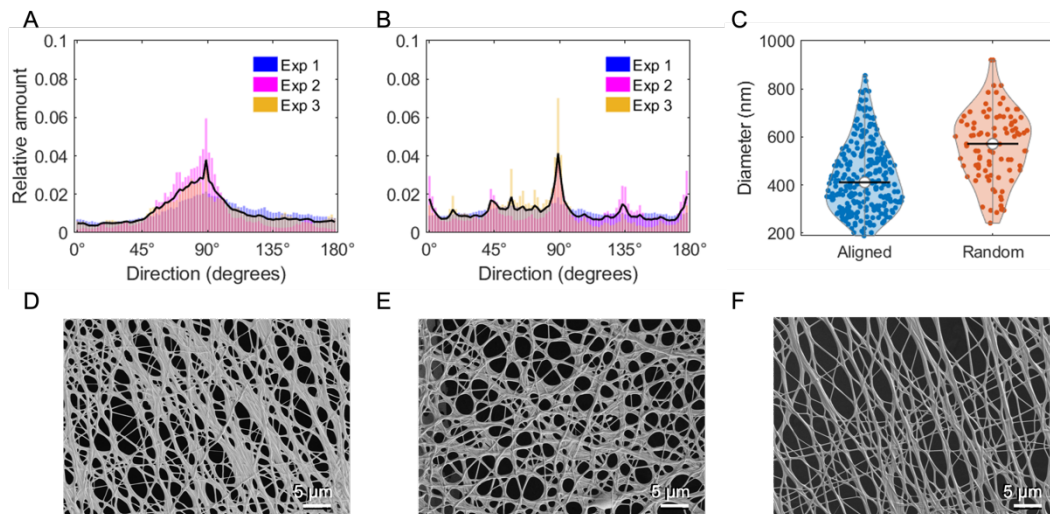 A
B
C
0.1
0.08
0.06
0.04
0.02
0
Relative amount
Exp 1
Exp 2
Exp 3
0
45°
90°
135°
180°
Direction (degrees)
0.1
0.08
0.06
0.04
0.02
0
Exp 1
Exp 2
Exp 3
0
45°
90°
135°
180°
Direction (degrees)
1000
800
600
400
200
Diameter (nm)
Aligned
Random
D
E
F
5 µm
5 µm
5 µm